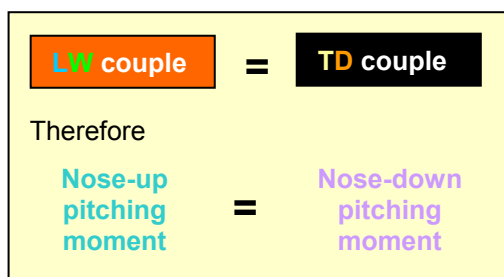 LW couple = TD couple
Therefore
Nose-up pitching moment = Nose-down pitching moment